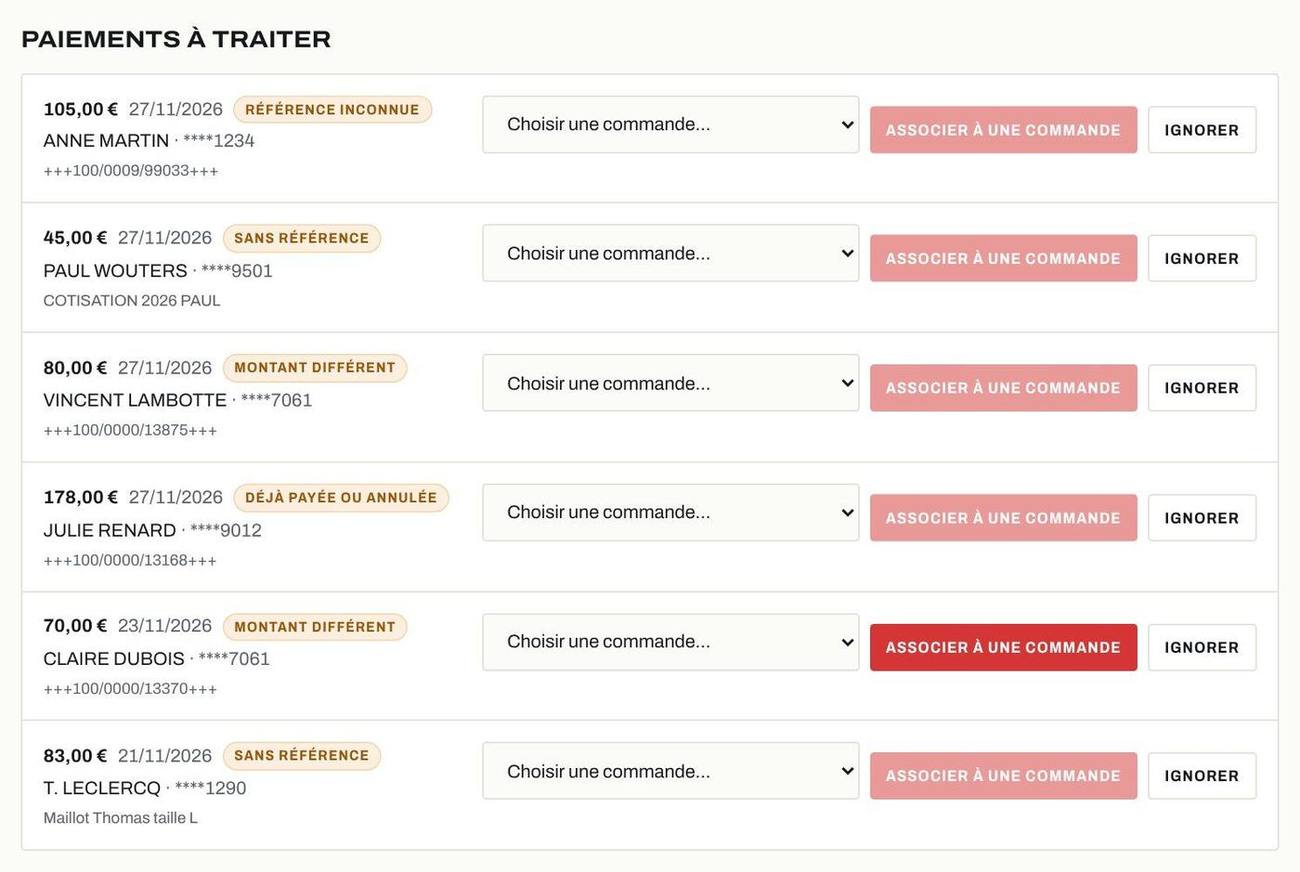 PAIEMENTS À TRAITER
105,00 € 27/11/2026 RÉFÉRENCE INCONNUE
ANNE MARTIN · ****1234
+++100/0009/99033+++
Choisir une commande...
ASSOCIER À UNE COMMANDE
IGNORER
45,00 € 27/11/2026 SANS RÉFÉRENCE
PAUL WOUTERS · ****9501
COTISATION 2026 PAUL
Choisir une commande...
ASSOCIER À UNE COMMANDE
IGNORER
80,00 € 27/11/2026 MONTANT DIFFÉRENT
VINCENT LAMBOTTE · ****7061
+++100/0000/13875+++
Choisir une commande...
ASSOCIER À UNE COMMANDE
IGNORER
178,00 € 27/11/2026 DÉJÀ PAYÉE OU ANNULÉE
JULIE RENARD · ****9012
+++100/0000/13168+++
Choisir une commande...
ASSOCIER À UNE COMMANDE
IGNORER
70,00 € 23/11/2026 MONTANT DIFFÉRENT
CLAIRE DUBOIS · ****7061
+++100/0000/13370+++
Choisir une commande...
ASSOCIER À UNE COMMANDE
IGNORER
83,00 € 21/11/2026 SANS RÉFÉRENCE
T. LECLERCQ · ****1290
Maillot Thomas taille L
Choisir une commande...
ASSOCIER À UNE COMMANDE
IGNORER